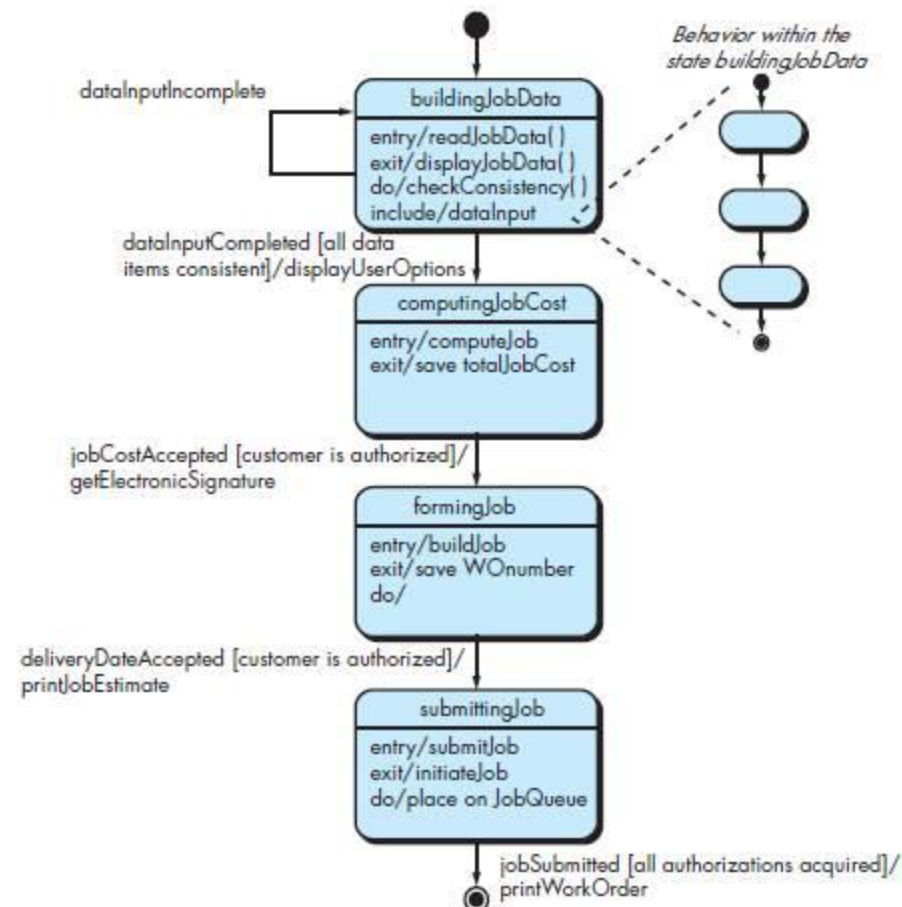 Behavior within the
state buildingJobData
dataInputIncomplete
buildingJobData
entry/readJobData( )
exit/displayJobData( )
do/checkConsistency( )
include/dataInput
dataInputCompleted [all data
items consistent]/displayUserOptions
computingJobCost
entry/computeJob
exit/save totalJobCost
jobCostAccepted [customer is authorized]/
getElectronicSignature
formingJob
entry/buildJob
exit/save WOnumber
do/
deliveryDateAccepted [customer is authorized]/
printJobEstimate
submittingJob
entry/submitJob
exit/initiateJob
do/place on JobQueue
jobSubmitted [all authorizations acquired]/
printWorkOrder